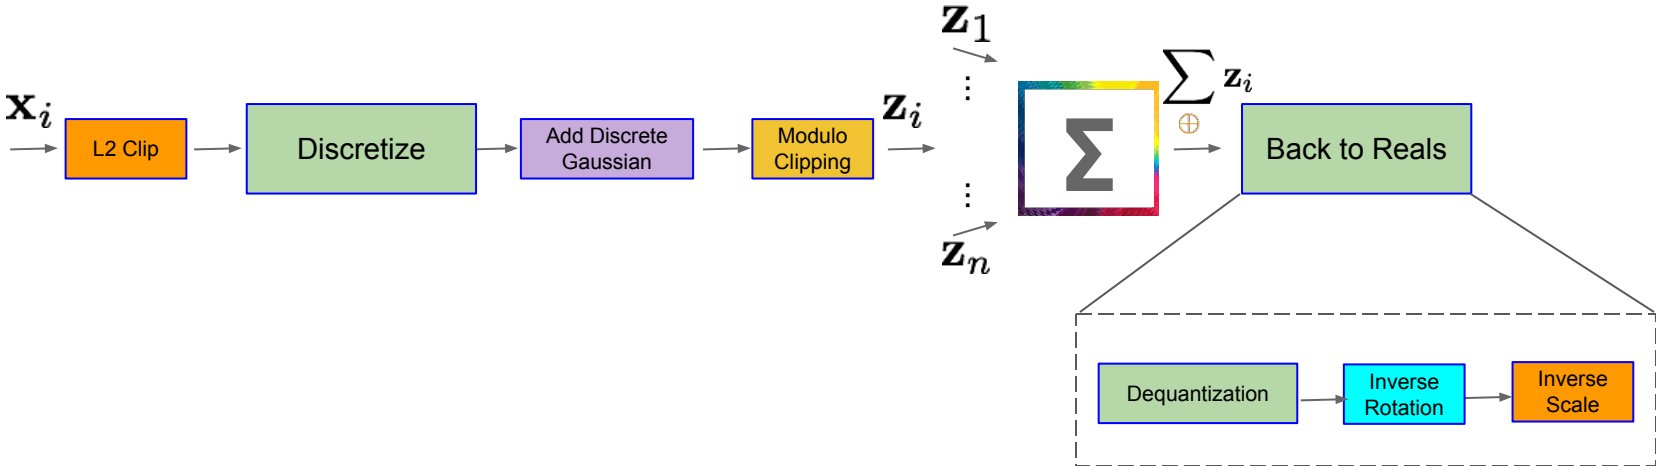 x_i
L2 Clip
Discretize
Add Discrete
Gaussian
Modulo
Clipping
z_i
z_1
⋮
⋮
z_n
Σ
∑ z_i
⊕
Back to Reals
Dequantization
Inverse
Rotation
Inverse
Scale